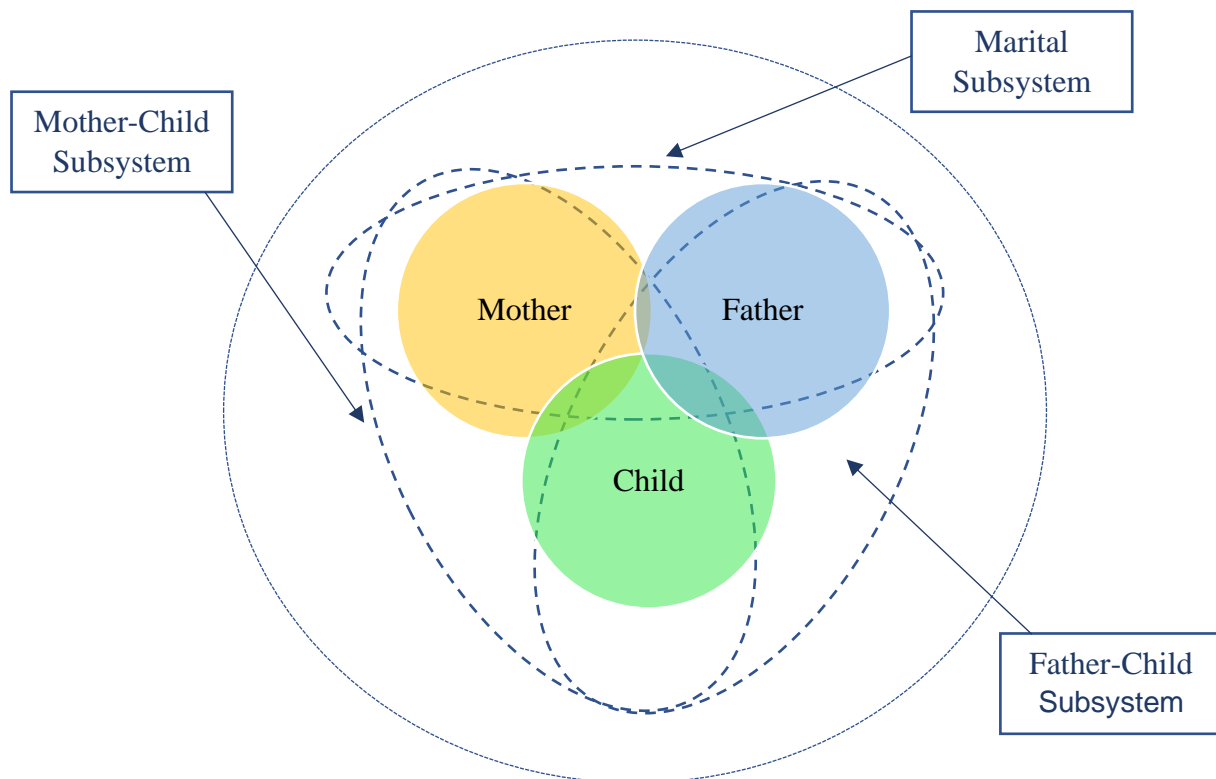 Marital
Subsystem
Mother-Child
Subsystem
Mother
Father
Child
Father-Child
Subsystem